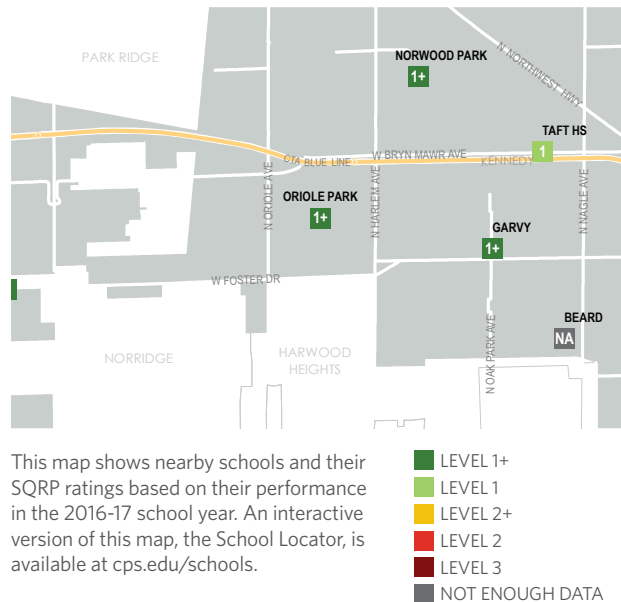 PARK RIDGE
NORWOOD PARK
1+
N NORTHWEST HWY
TAFT HS
1
CTA BLUE LINE
W BRYN MAWR AVE
KENNEDY
N ORIOLE AVE
ORIOLE PARK
1+
N HARLEM AVE
GARVY
1+
N NAGLE AVE
W FOSTER DR
BEARD
NA
NORRIDGE
HARWOOD
HEIGHTS
N OAK PARK AVE
This map shows nearby schools and their
SQRP ratings based on their performance
in the 2016-17 school year. An interactive
version of this map, the School Locator, is
available at cps.edu/schools.
LEVEL 1+
LEVEL 1
LEVEL 2+
LEVEL 2
LEVEL 3
NOT ENOUGH DATA